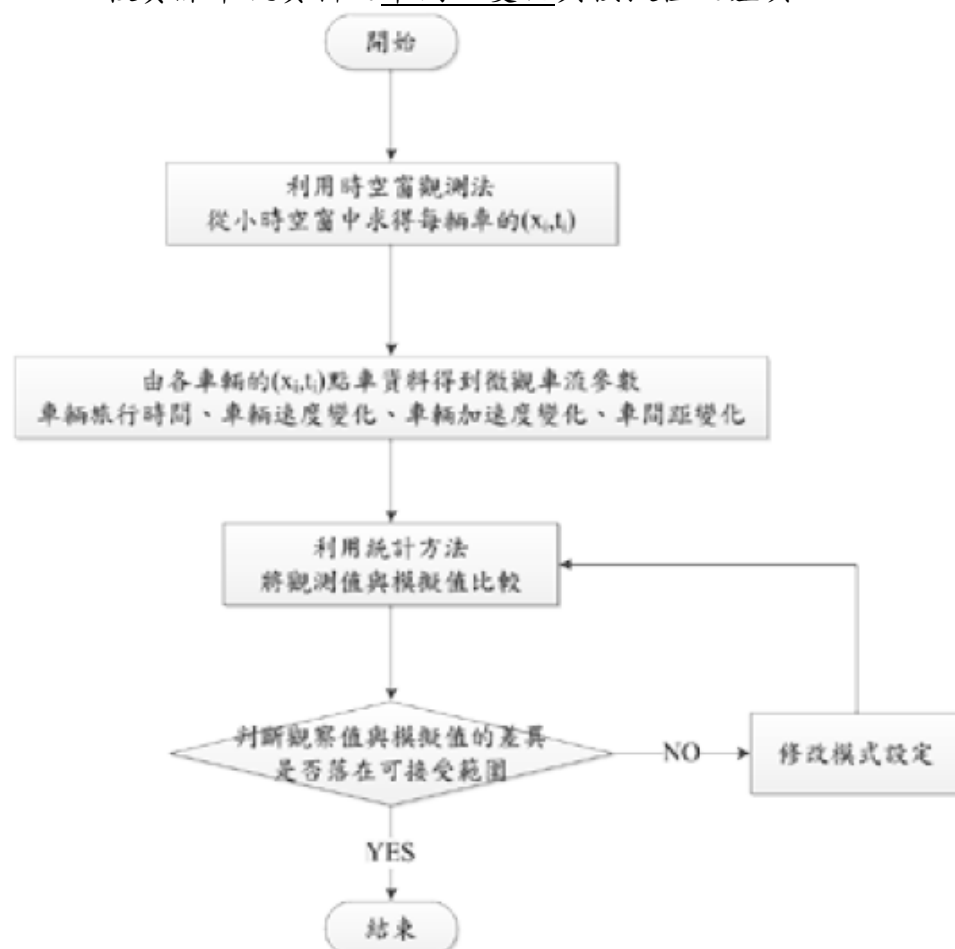 開始
利用時空窗觀測法
從小時空窗中求得每輛車的(xᵢ,tᵢ)
由各車輛的(xᵢ,tᵢ)點車資料得到微觀車流參數
車輛旅行時間、車輛速度變化、車輛加速度變化、車間距變化
利用統計方法
將觀測值與模擬值比較
判斷觀察值與模擬值的差異
是否落在可接受範圍
NO
修改模式設定
YES
結束